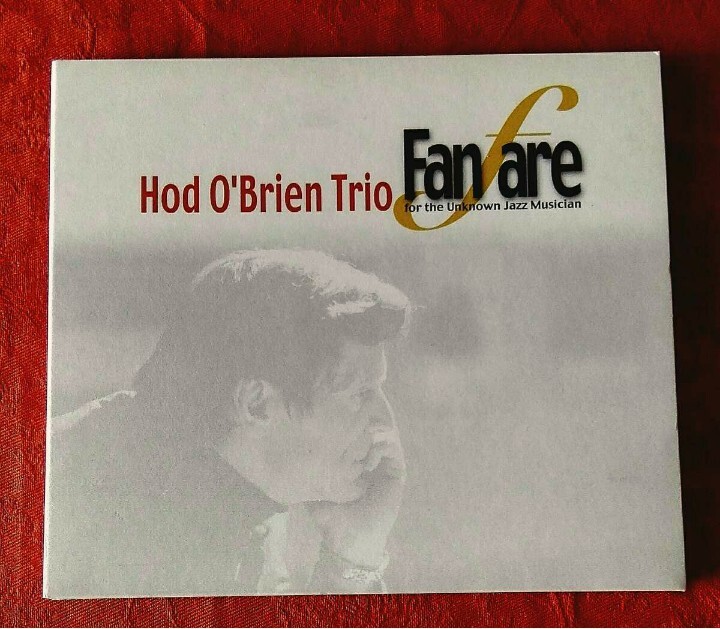 Hod O'Brien Trio
Fanfare
for the Unknown Jazz Musician